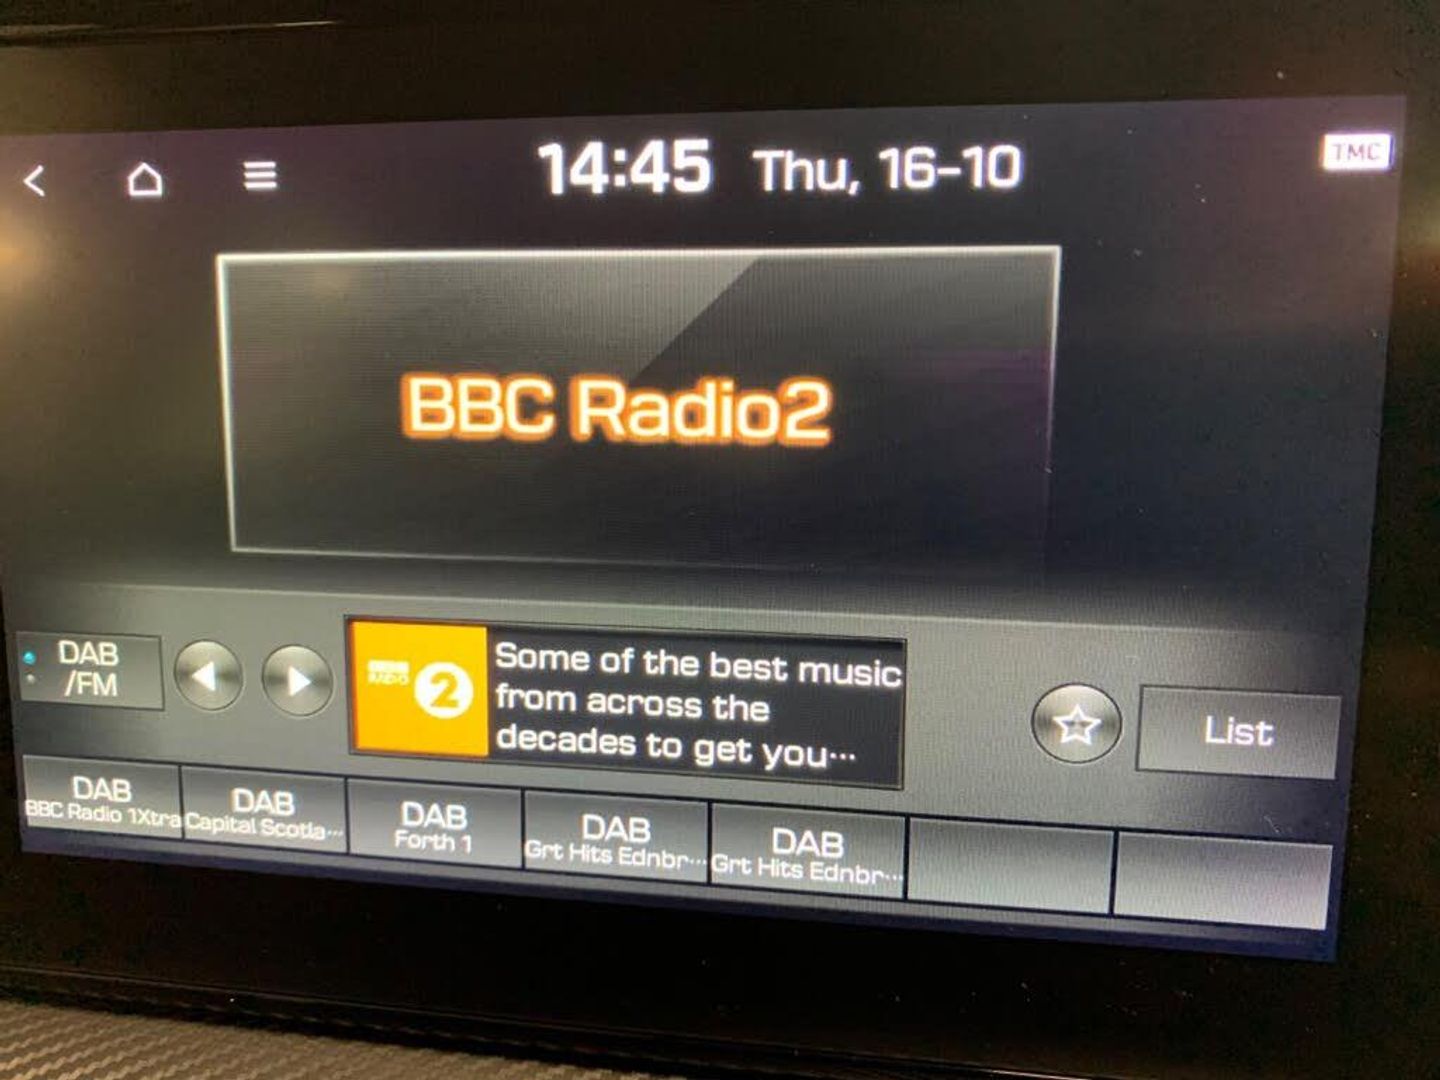 14:45 Thu, 16-10
TMC
BBC Radio2
DAB
/FM
RADIO
2
Some of the best music
from across the
decades to get you···
List
DAB
BBC Radio 1Xtra
DAB
Capital Scotla···
DAB
Forth 1
DAB
Grt Hits Ednbr···
DAB
Grt Hits Ednbr···